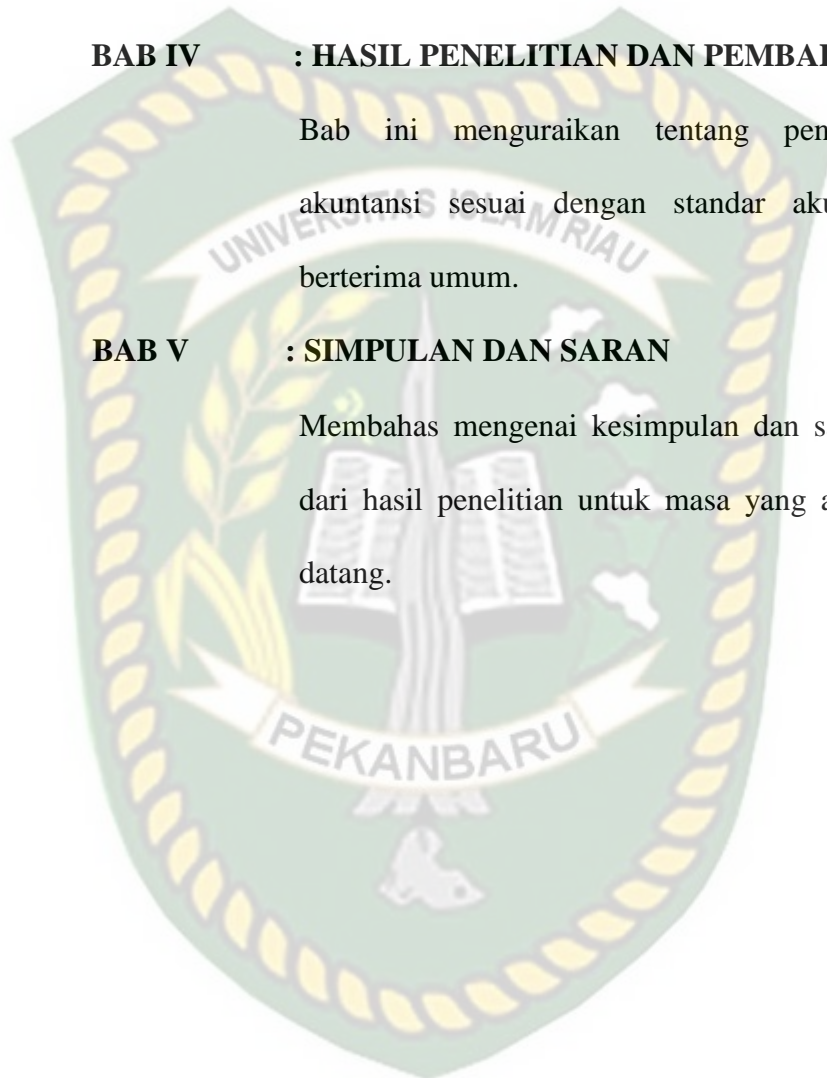 BAB IV : HASIL PENELITIAN DAN
Bab ini menguraikan tentang
akuntansi sesuai dengan standar
berterima umum.
UNIVERSITAS ISLAM RIAU
BAB V : SIMPULAN DAN SARAN
Membahas mengenai kesimpulan dan
dari hasil penelitian untuk masa yang
datang.
PEKANBARU